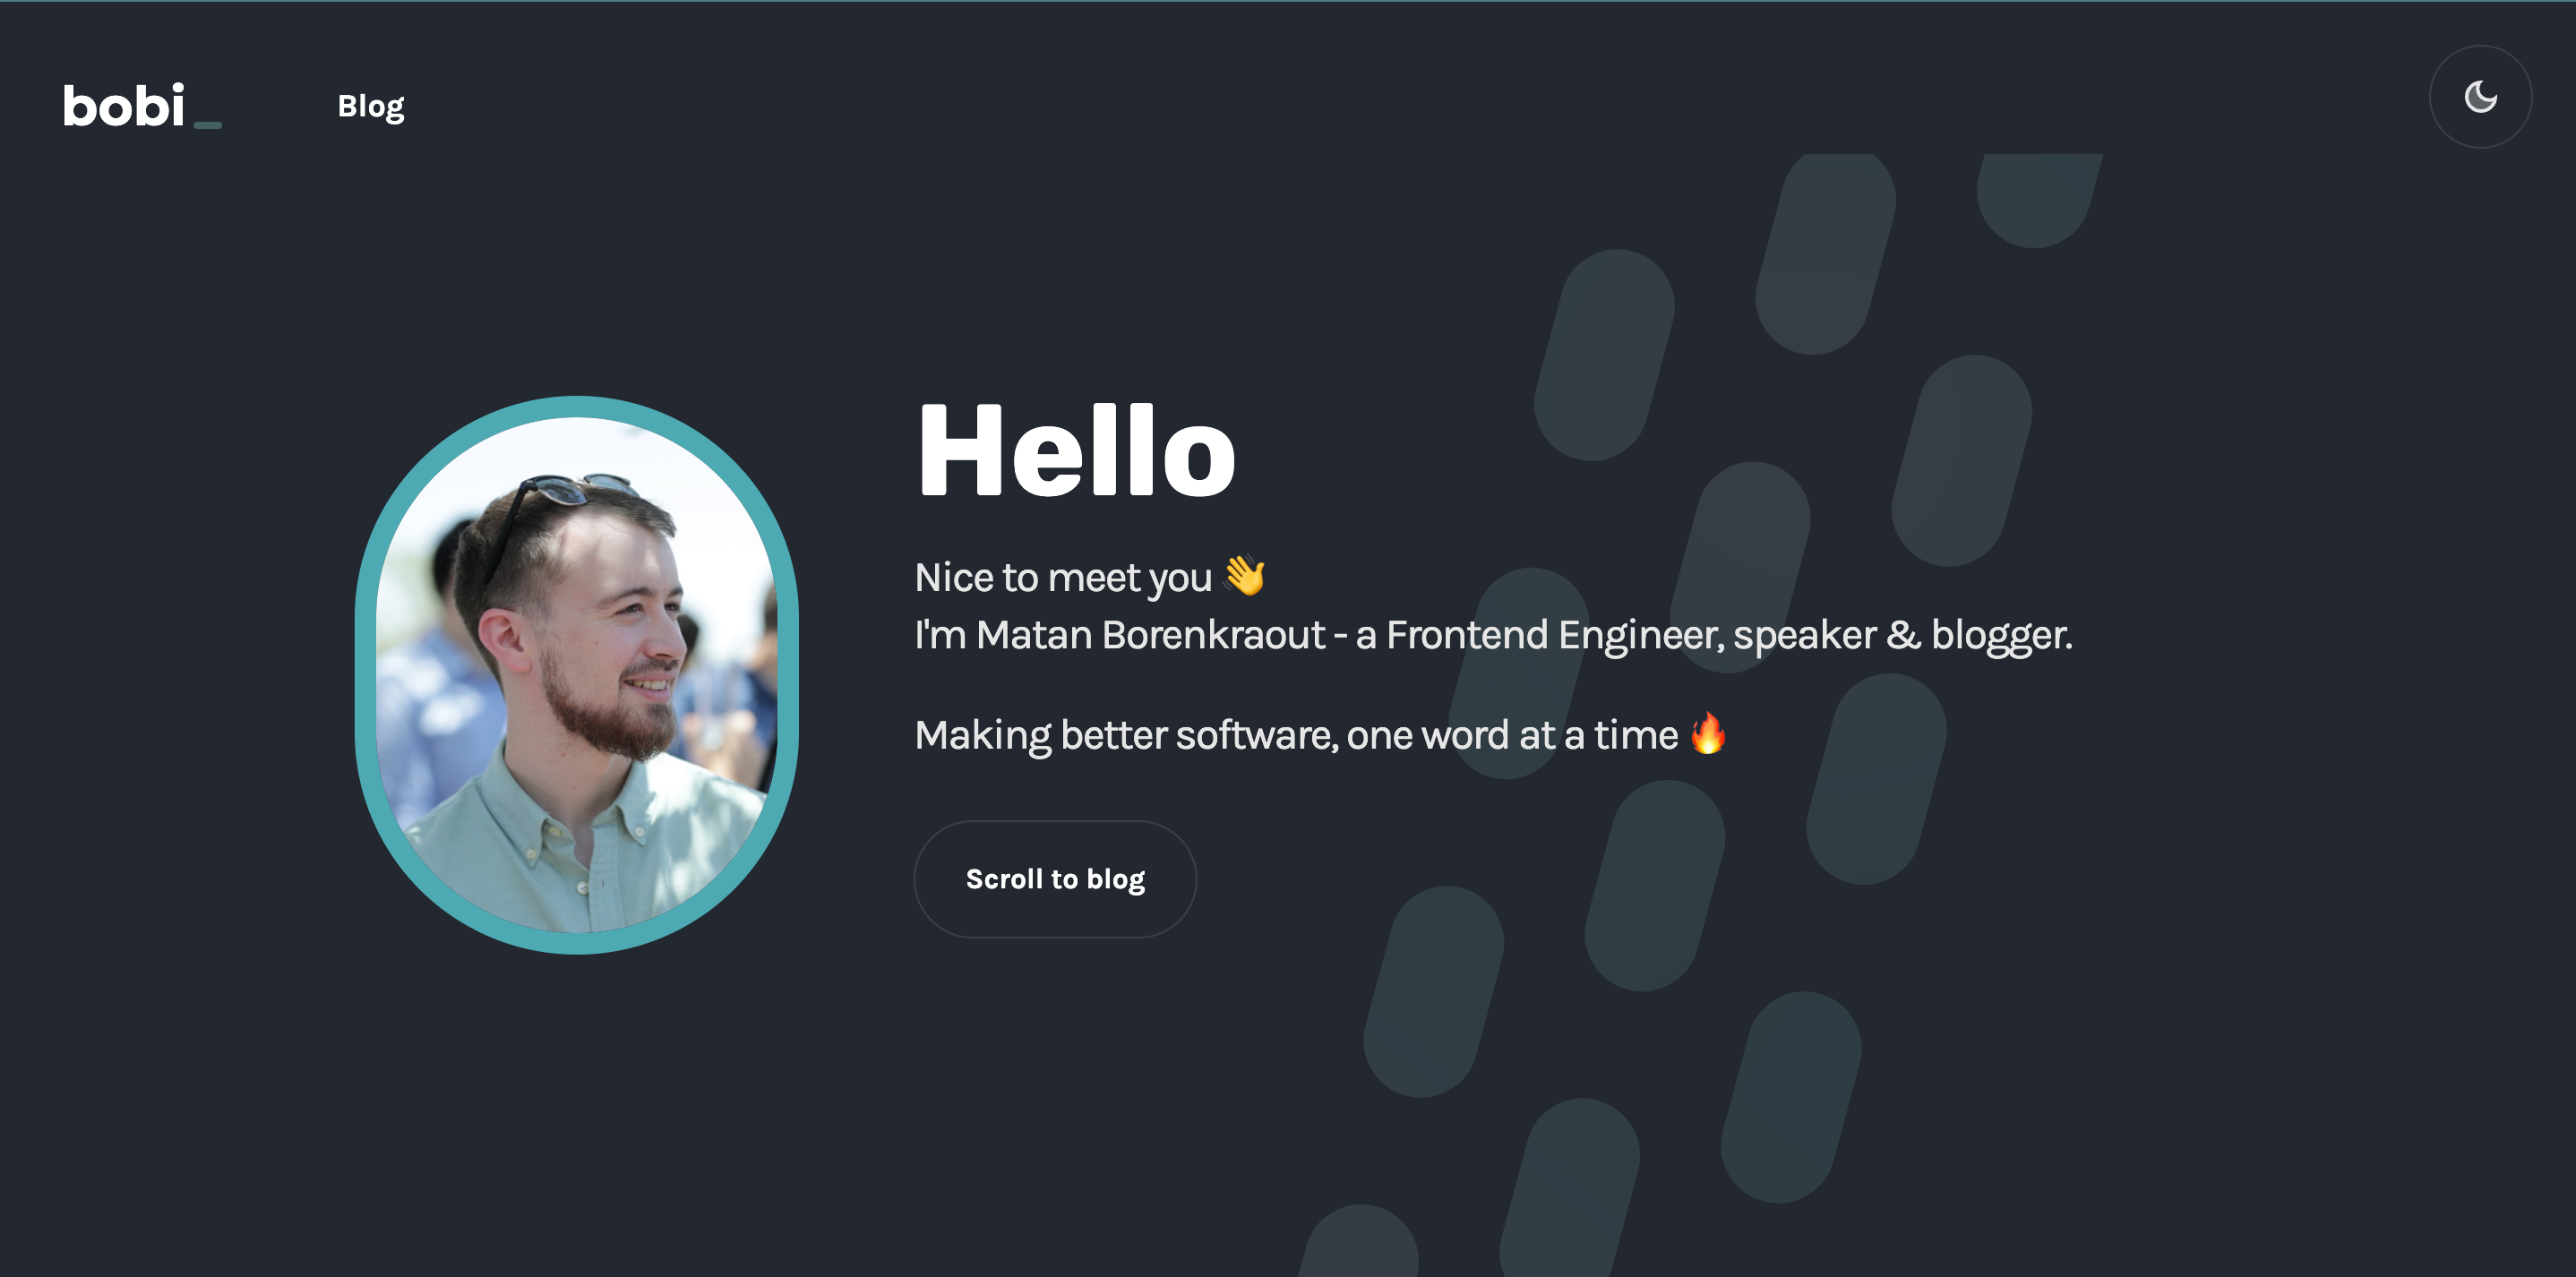 bobi_
Blog
Hello
Nice to meet you 👋
I'm Matan Borenkraout - a Frontend Engineer, speaker & blogger.
Making better software, one word at a time 🔥
Scroll to blog